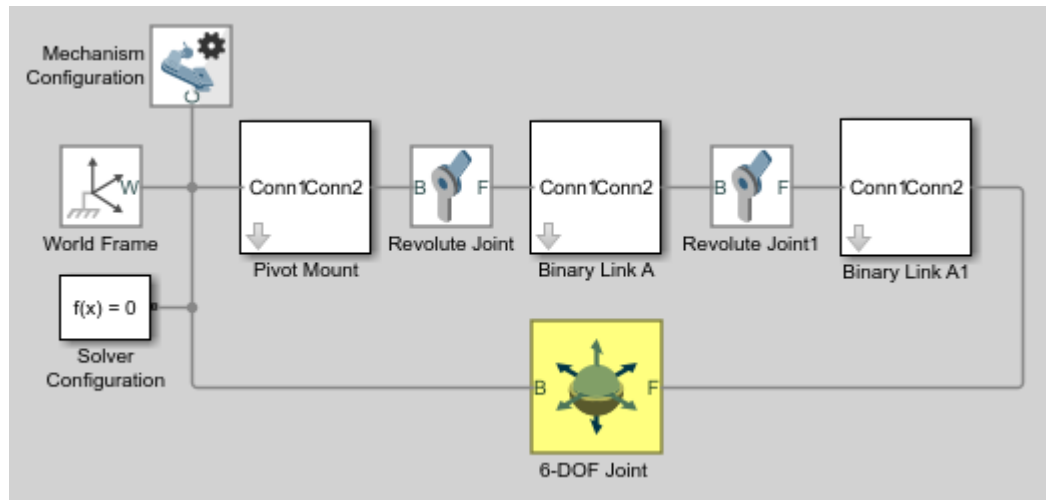 Mechanism
Configuration
C
W
World Frame
f(x) = 0
Solver
Configuration
Conn1Conn2
Pivot Mount
B F
Revolute Joint
Conn1Conn2
Binary Link A
B F
Revolute Joint1
Conn1Conn2
Binary Link A1
B F
6-DOF Joint